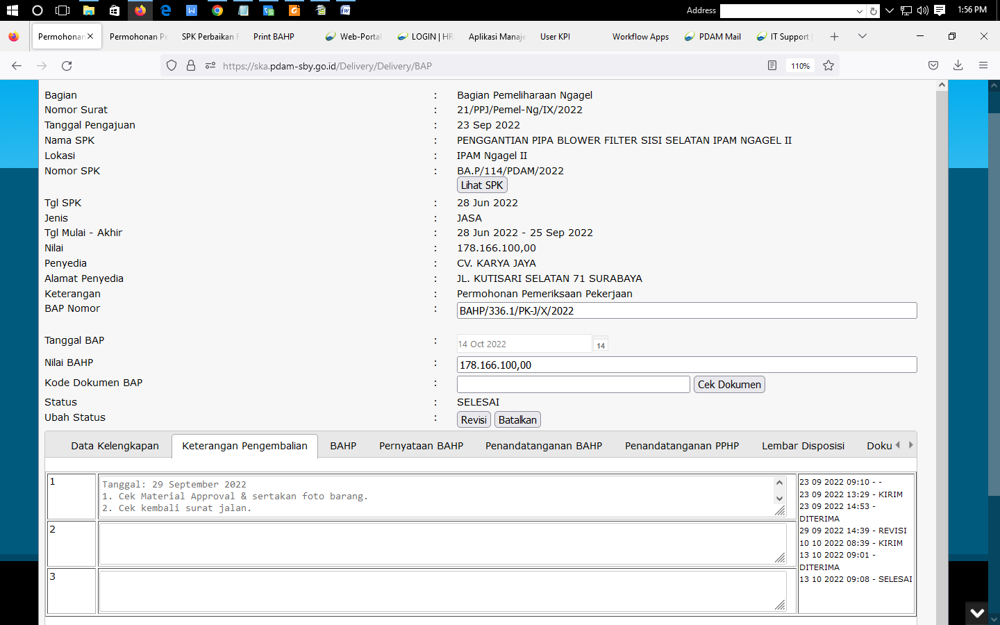 Address
1:56 PM
Permohonan
Permohonan Pe
SPK Perbaikan
Print BAHP
Web-Portal
LOGIN | HR
Aplikasi Manaje
User KPI
Workflow Apps
PDAM Mail
IT Support |
https://ska.pdam-sby.go.id/Delivery/Delivery/BAP
110%
Bagian : Bagian Pemeliharaan Ngagel
Nomor Surat : 21/PPJ/Pemel-Ng/IX/2022
Tanggal Pengajuan : 23 Sep 2022
Nama SPK : PENGGANTIAN PIPA BLOWER FILTER SISI SELATAN IPAM NGAGEL II
Lokasi : IPAM Ngagel II
Nomor SPK : BA.P/114/PDAM/2022
Lihat SPK
Tgl SPK : 28 Jun 2022
Jenis : JASA
Tgl Mulai - Akhir : 28 Jun 2022 - 25 Sep 2022
Nilai : 178.166.100,00
Penyedia : CV. KARYA JAYA
Alamat Penyedia : JL. KUTISARI SELATAN 71 SURABAYA
Keterangan : Permohonan Pemeriksaan Pekerjaan
BAP Nomor : BAHP/336.1/PK-J/X/2022
Tanggal BAP : 14 Oct 2022 14
Nilai BAHP : 178.166.100,00
Kode Dokumen BAP : Cek Dokumen
Status : SELESAI
Ubah Status : Revisi Batalkan
Data Kelengkapan Keterangan Pengembalian BAHP Pernyataan BAHP Penandatanganan BAHP Penandatanganan PPHP Lembar Disposisi Doku
1
Tanggal: 29 September 2022
1. Cek Material Approval & sertakan foto barang.
2. Cek kembali surat jalan.
2
3
23 09 2022 09:10 - -
23 09 2022 13:29 - KIRIM
23 09 2022 14:53 -
DITERIMA
29 09 2022 14:39 - REVISI
10 10 2022 08:39 - KIRIM
13 10 2022 09:01 -
DITERIMA
13 10 2022 09:08 - SELESAI